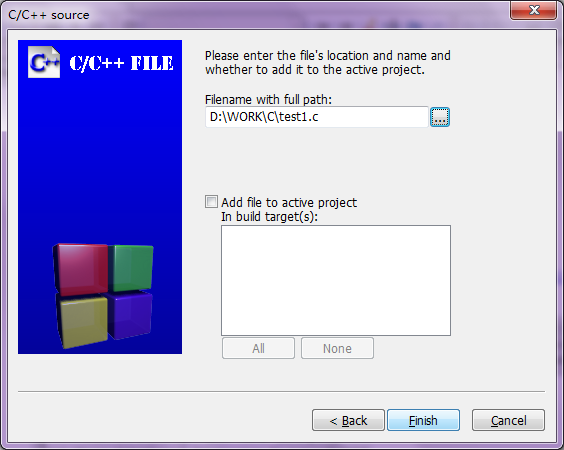 C/C++ source
C++
C/C++ FILE
Please enter the file's location and name and
whether to add it to the active project.
Filename with full path:
D:\WORK\C\test1.c
...
Add file to active project
In build target(s):
All
None
< Back
Finish
Cancel